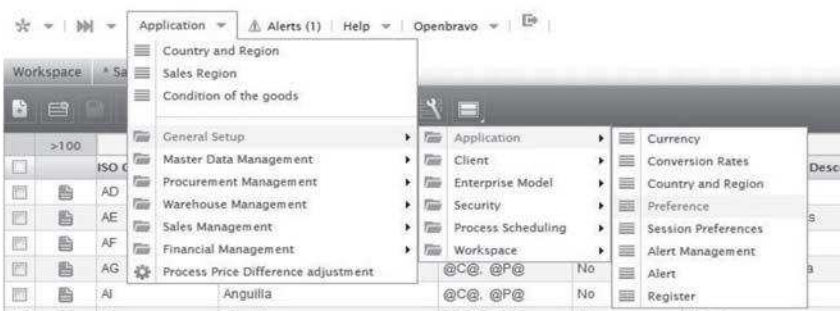 Application Alerts (1) Help Openbravo
Country and Region
Workspace * Sa Sales Region
Condition of the goods
>100 General Setup Application Currency
ISO C Master Data Management Client Conversion Rates Desc
AD Procurement Management Enterprise Model Country and Region
AE Warehouse Management Security Preference s
AF Sales Management Process Scheduling Session Preferences
Financial Management Workspace Alert Management
AG Process Price Difference adjustment @C@, @P@ No Alert a
AI Anguilla @C@, @P@ No Register